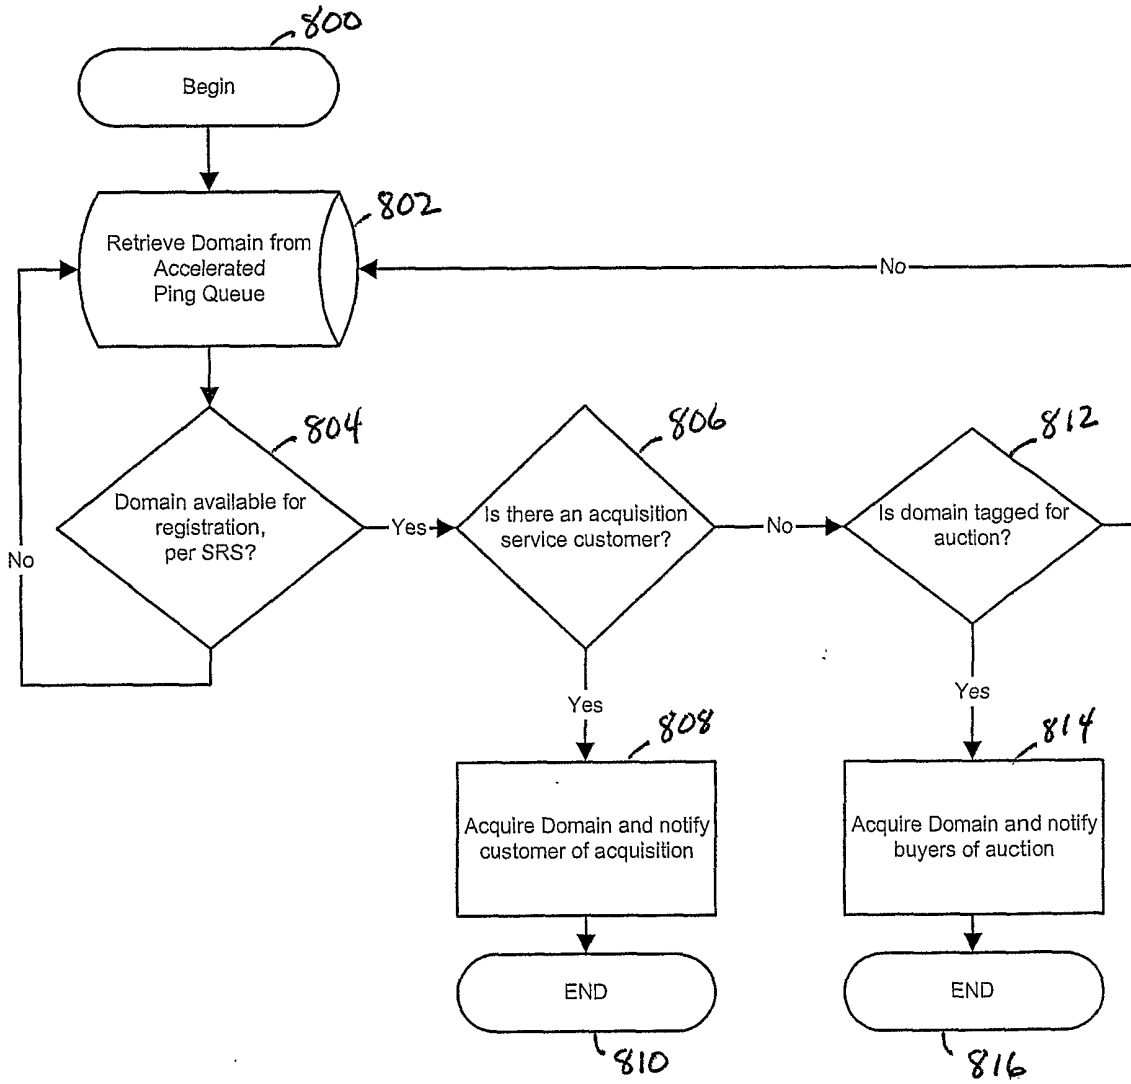 800
Begin
802
Retrieve Domain from
Accelerated
Ping Queue
No
804
Domain available for
registration,
per SRS?
No
Yes
806
Is there an acquisition
service customer?
No
812
Is domain tagged for
auction?
Yes
808
Acquire Domain and notify
customer of acquisition
Yes
814
Acquire Domain and notify
buyers of auction
END
810
END
816